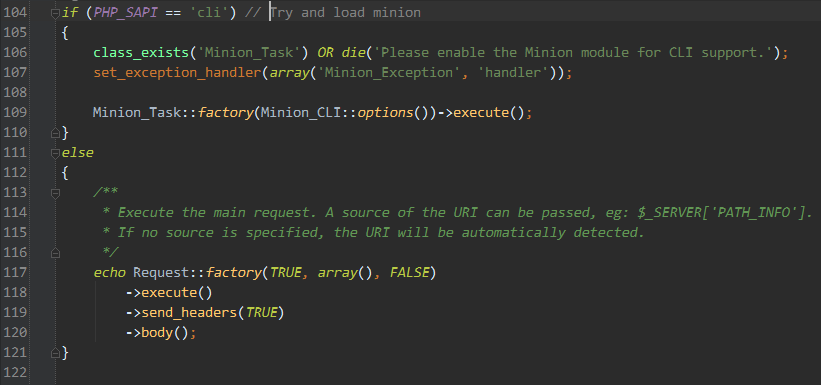 104 if (PHP_SAPI == 'cli') // Try and load minion
105 {
106     class_exists('Minion_Task') OR die('Please enable the Minion module for CLI support.');
107     set_exception_handler(array('Minion_Exception', 'handler'));
108
109     Minion_Task::factory(Minion_CLI::options())->execute();
110 }
111 else
112 {
113     /**
114      * Execute the main request. A source of the URI can be passed, eg: $_SERVER['PATH_INFO'].
115      * If no source is specified, the URI will be automatically detected.
116      */
117     echo Request::factory(TRUE, array(), FALSE)
118         ->execute()
119         ->send_headers(TRUE)
120         ->body();
121 }
122